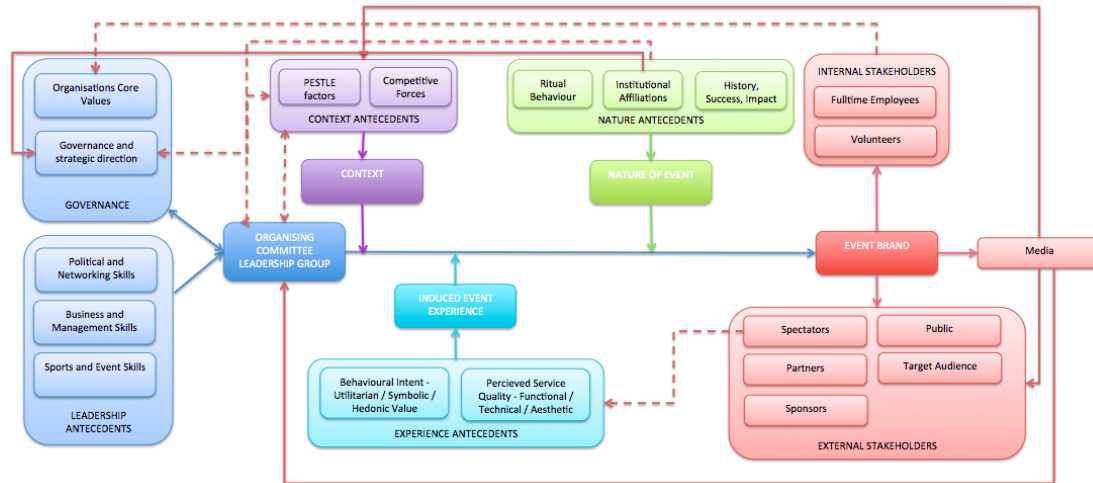 Organisations Core
Values
Governance and
strategic direction
GOVERNANCE
Political and
Networking Skills
Business and
Management Skills
Sports and Event Skills
LEADERSHIP
ANTECEDENTS
PESTLE
factors
Competitive
Forces
CONTEXT ANTECEDENTS
CONTEXT
ORGANISING
COMMITTEE
LEADERSHIP GROUP
Ritual
Behaviour
Institutional
Affiliations
History,
Success, Impact
NATURE ANTECEDENTS
NATURE OF EVENT
INDUCED EVENT
EXPERIENCE
Behavioural Intent -
Utilitarian / Symbolic /
Hedonic Value
Percieved Service
Quality - Functional /
Technical / Aesthetic
EXPERIENCE ANTECEDENTS
INTERNAL STAKEHOLDERS
Fulltime Employees
Volunteers
EVENT BRAND
Media
Spectators
Public
Partners
Target Audience
Sponsors
EXTERNAL STAKEHOLDERS